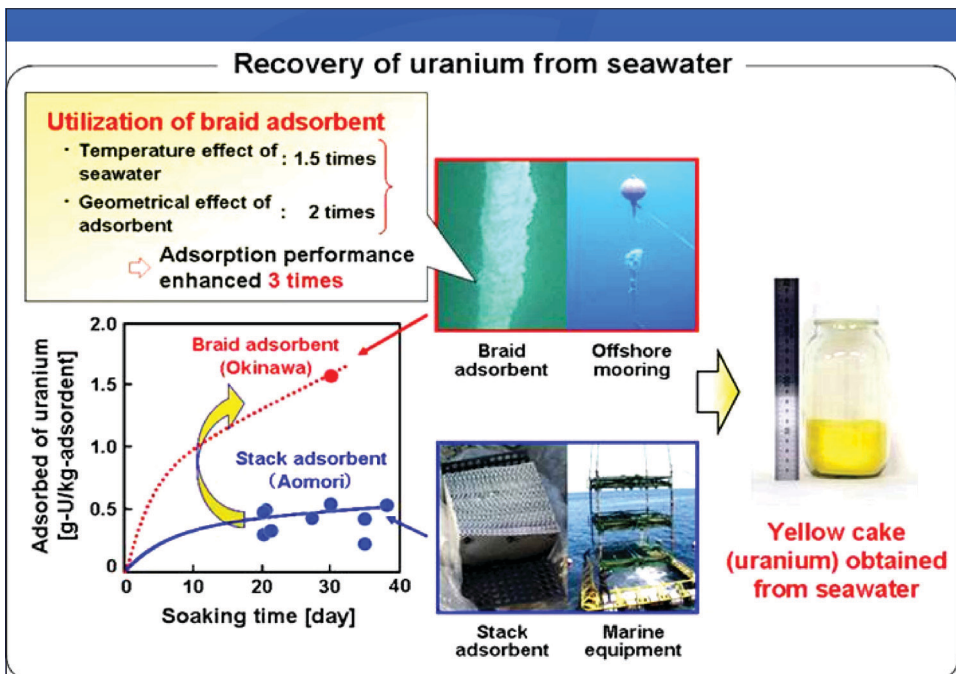 Recovery of uranium from seawater
Utilization of braid adsorbent
・ Temperature effect of : 1.5 times
seawater
・ Geometrical effect of : 2 times
adsorbent
⇨ Adsorption performance
enhanced 3 times
Adsorbed of uranium
[g-U/kg-adsordent]
2.0
1.5
1.0
0.5
0
0
10
20
30
40
Soaking time [day]
Braid adsorbent
(Okinawa)
Stack adsorbent
(Aomori)
Braid
adsorbent
Offshore
mooring
Stack
adsorbent
Marine
equipment
Yellow cake
(uranium) obtained
from seawater